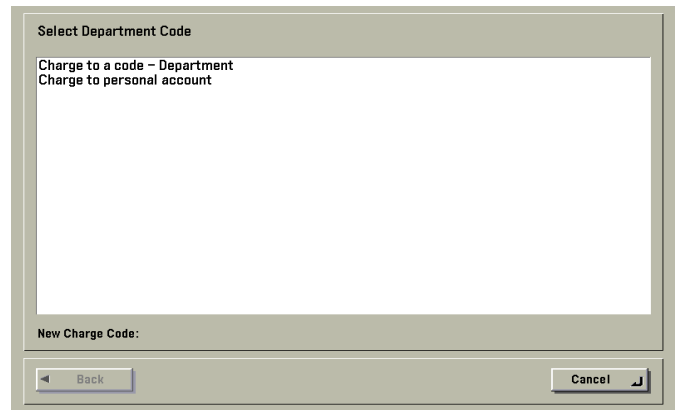 Select Department Code
Charge to a code – Department
Charge to personal account
New Charge Code:
Back
Cancel